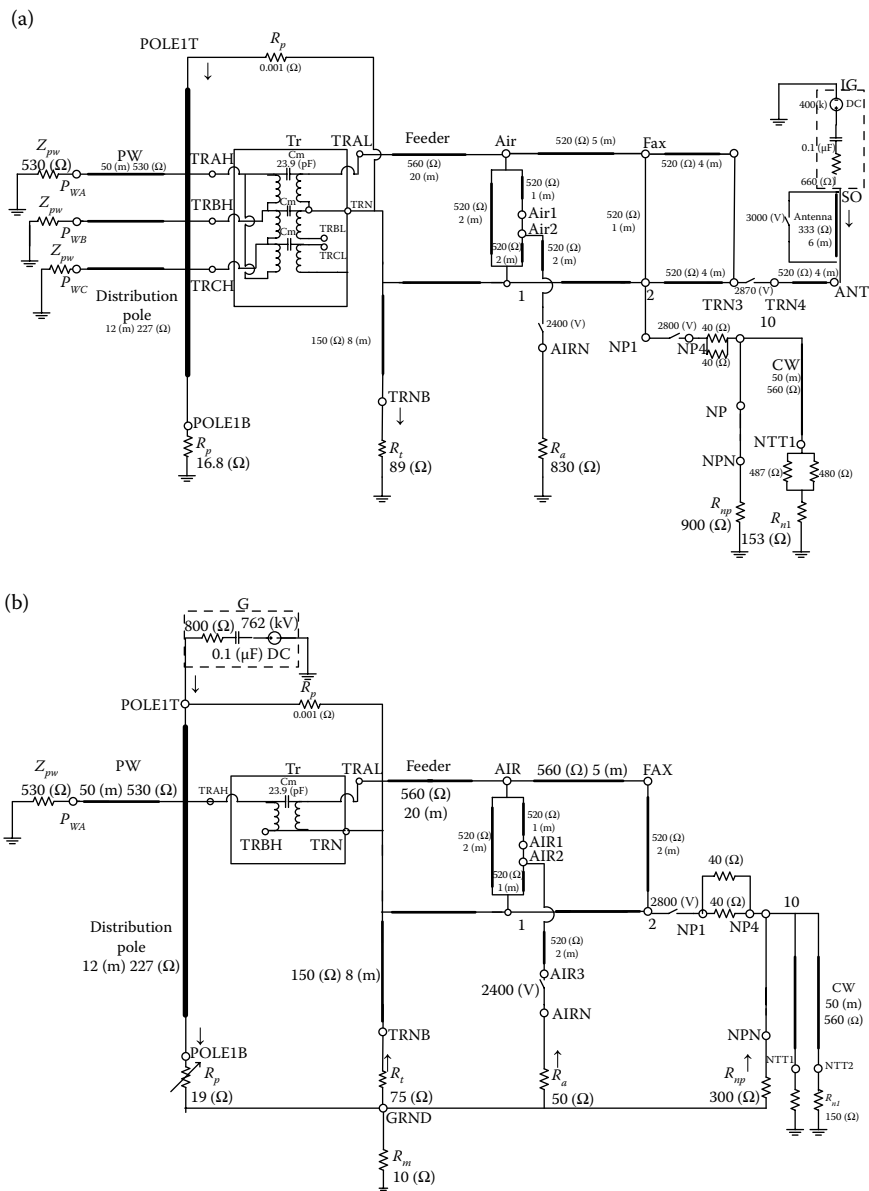 (a)
POLE1T
R_p
0.001 (Ω)
IG
400(k) DC
0.1 (μF)
660 (Ω)
SO
Tr
Cm
23.9 (pF)
TRAL
Feeder
560 (Ω)
20 (m)
Air
520 (Ω) 5 (m)
Fax
520 (Ω) 4 (m)
Z_pw
530 (Ω)
PW
50 (m) 530 (Ω)
TRAH
P_WA
Z_pw
P_WB
TRBH
Cm
TRN
Cm
TRBL
TRCL
Z_pw
P_WC
TRCH
520 (Ω)
1 (m)
520 (Ω)
2 (m)
Air1
Air2
520 (Ω)
2 (m)
520 (Ω)
2 (m)
520 (Ω)
1 (m)
3000 (V)
Antenna
333 (Ω)
6 (m)
Distribution
pole
12 (m) 227 (Ω)
1
2
520 (Ω) 4 (m)
TRN3
2870 (V)
TRN4
520 (Ω) 4 (m)
ANT
10
150 (Ω) 8 (m)
2400 (V)
AIRN
NP1
2800 (V)
NP4
40 (Ω)
40 (Ω)
CW
50 (m)
560 (Ω)
TRNB
NP
POLE1B
R_p
16.8 (Ω)
R_t
89 (Ω)
R_a
830 (Ω)
NTT1
NPN
487 (Ω)
480 (Ω)
R_np
900 (Ω)
R_n1
153 (Ω)
(b)
G
800 (Ω)
762 (kV)
0.1 (μF) DC
POLE1T
R_p
0.001 (Ω)
Z_pw
530 (Ω)
PW
50 (m) 530 (Ω)
P_WA
TRAH
Tr
Cm
23.9 (pF)
TRAL
TRBH
TRN
Feeder
560 (Ω)
20 (m)
AIR
560 (Ω) 5 (m)
FAX
520 (Ω)
1 (m)
520 (Ω)
2 (m)
AIR1
AIR2
520 (Ω)
1 (m)
520 (Ω)
2 (m)
40 (Ω)
2800 (V)
40 (Ω)
10
1
2
NP1
NP4
Distribution
pole
12 (m) 227 (Ω)
150 (Ω) 8 (m)
520 (Ω)
2 (m)
AIR3
2400 (V)
AIRN
CW
50 (m)
560 (Ω)
TRNB
NPN
POLE1B
R_p
19 (Ω)
R_t
75 (Ω)
R_a
50 (Ω)
R_np
300 (Ω)
NTT1
NTT2
R_n1
150 (Ω)
GRND
R_m
10 (Ω)